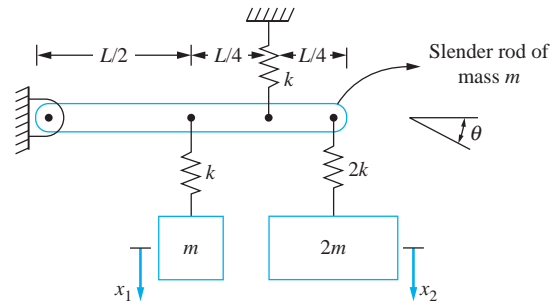 L/2
L/4
L/4
k
Slender rod of
mass m
θ
k
2k
m
2m
x₁
x₂